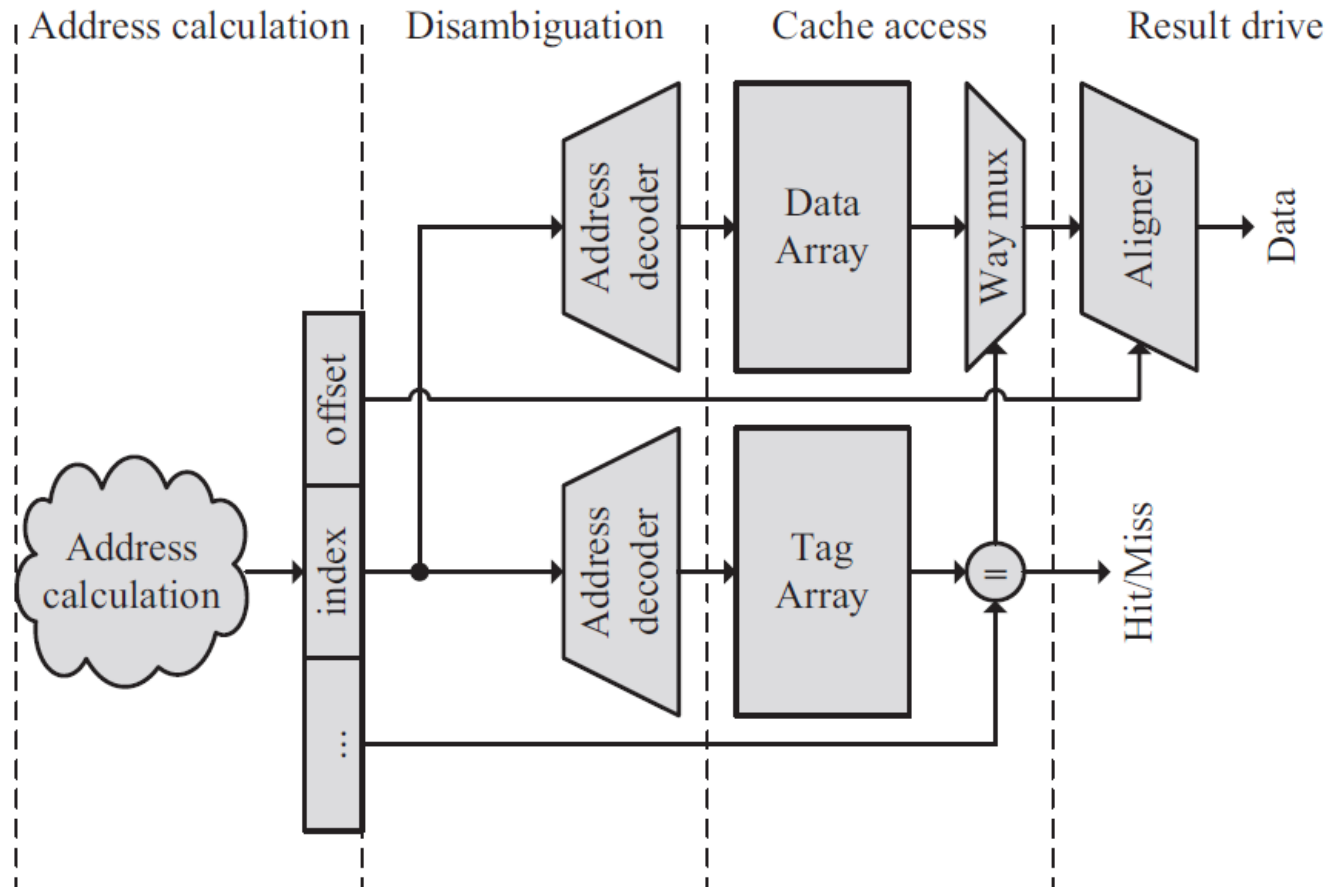 Address calculation
Disambiguation
Cache access
Result drive
Address
decoder
Data
Array
Way mux
Aligner
Data
offset
index
...
Address
calculation
Address
decoder
Tag
Array
=
Hit/Miss